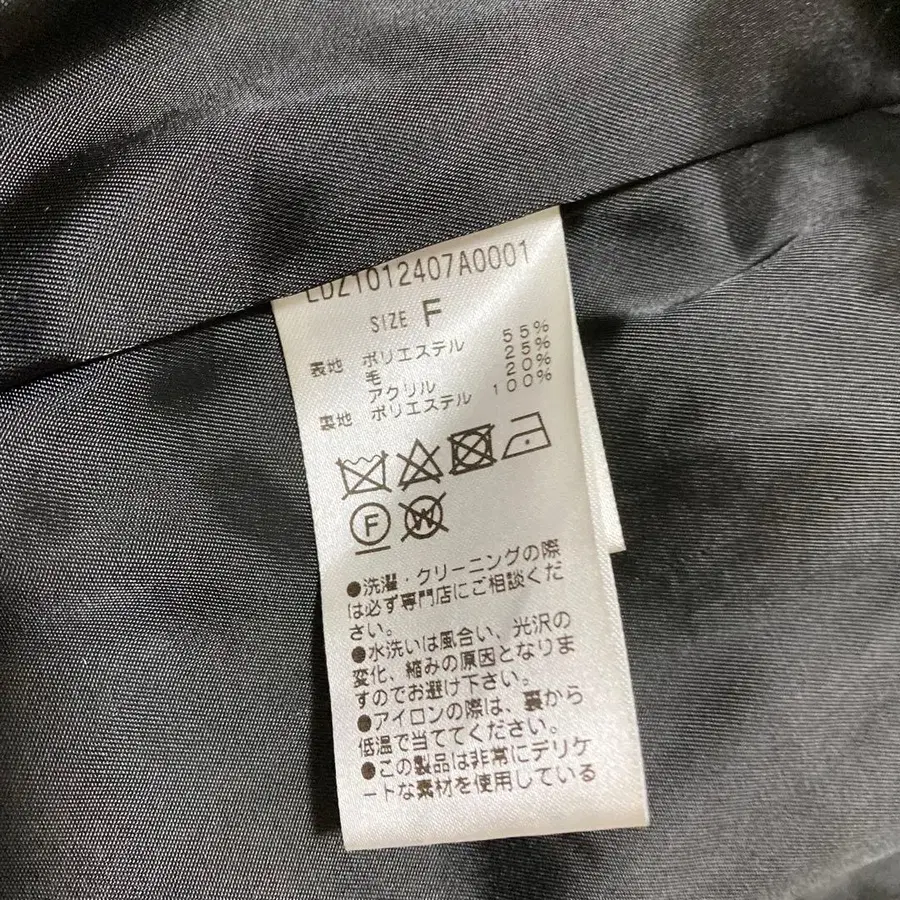 LDZ1012407A0001
SIZE F
表地 ポリエステル 55%
毛 25%
アクリル 20%
裏地 ポリエステル 100%
F W
●洗濯・クリーニングの際
は必ず専門店にご相談くだ
さい。
●水洗いは風合い、光沢の
変化、縮みの原因となりま
すのでお避け下さい。
●アイロンの際は、裏から
低温で当ててください。
●この製品は非常にデリケ
ートな素材を使用している